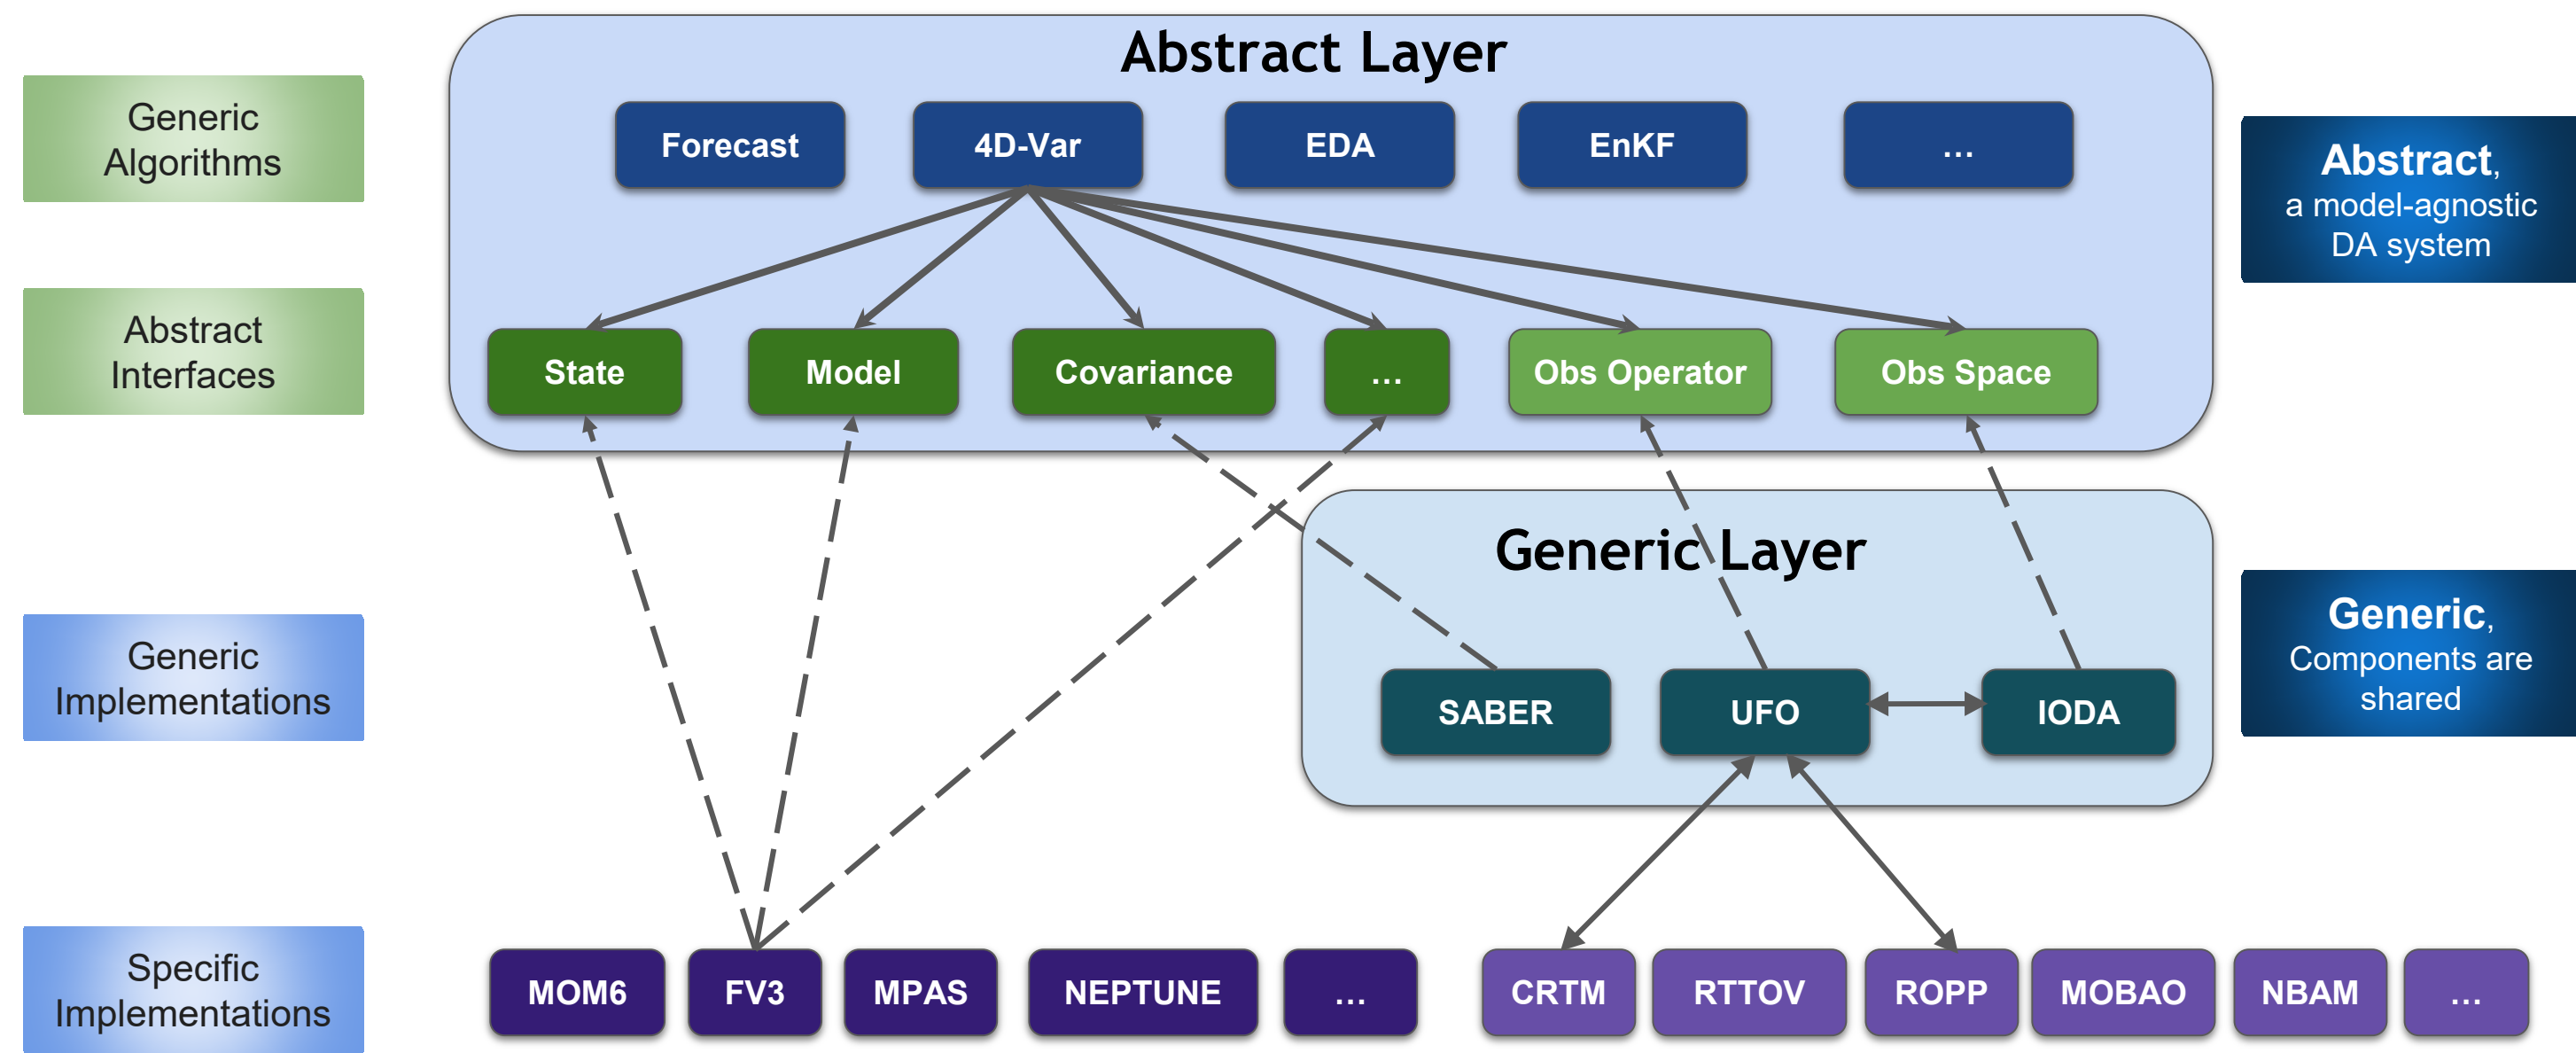 Abstract Layer
Generic
Algorithms
Forecast
4D-Var
EDA
EnKF
...
Abstract,
a model-agnostic
DA system
Abstract
Interfaces
State
Model
Covariance
...
Obs Operator
Obs Space
Generic Layer
Generic
Implementations
SABER
UFO
IODA
Generic,
Components are
shared
Specific
Implementations
MOM6
FV3
MPAS
NEPTUNE
...
CRTM
RTTOV
ROPP
MOBAO
NBAM
...